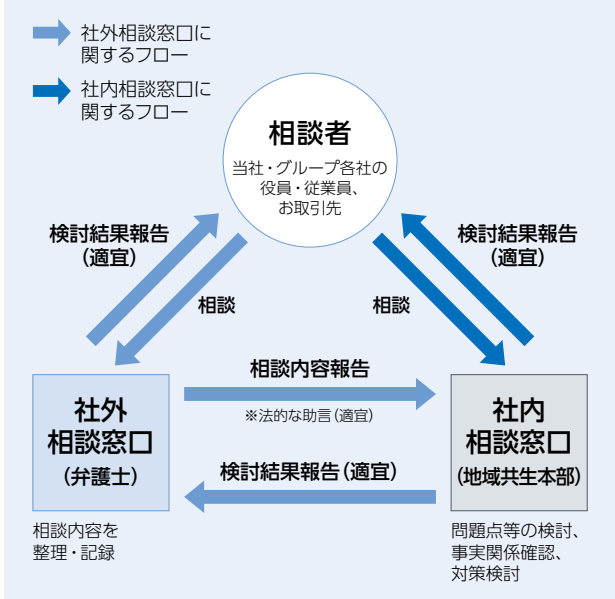 社外相談窓口に
関するフロー
社内相談窓口に
関するフロー
相談者
当社・グループ各社の
役員・従業員、
お取引先
検討結果報告
（適宜）
検討結果報告
（適宜）
相談
相談
相談内容報告
※法的な助言（適宜）
社外
相談窓口
（弁護士）
社内
相談窓口
（地域共生本部）
検討結果報告（適宜）
相談内容を
整理・記録
問題点等の検討、
事実関係確認、
対策検討